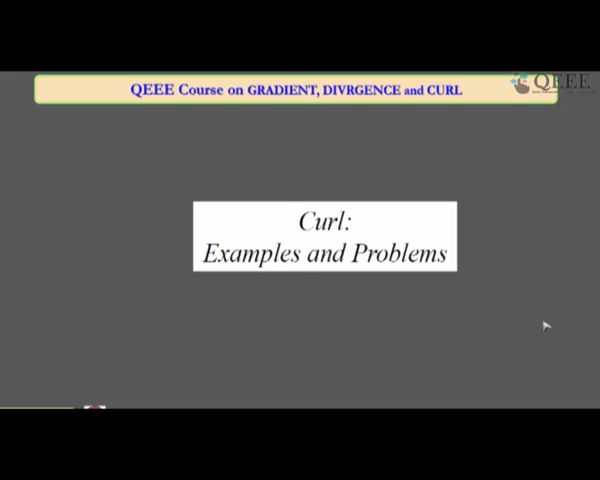 QEEE Course on GRADIENT, DIVRGENCE and CURL
QEEE
Curl:
Examples and Problems